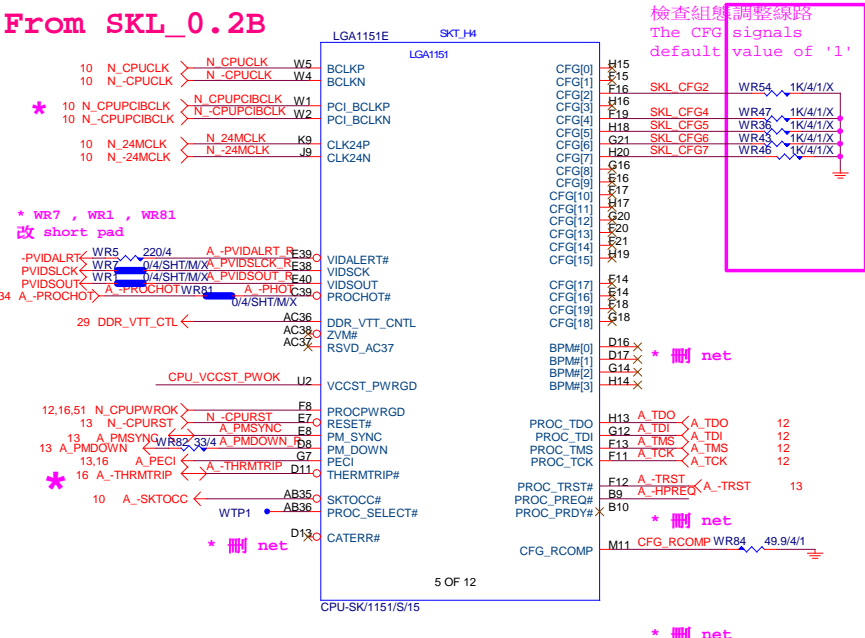 From SKL_0.2B
檢查組態調整線路
The CFG signals
default value of '1'
LGA1151E SKT_H4
LGA1151
10 N_CPUCLK N_CPUCLK W5 BCLKP
10 N_-CPUCLK N_-CPUCLK W4 BCLKN
* 10 N_CPUPCIBCLK N_CPUPCIBCLK W1 PCI_BCLKP
10 N_-CPUPCIBCLK N_-CPUPCIBCLK W2 PCI_BCLKN
10 N_24MCLK N_24MCLK K9 CLK24P
10 N_-24MCLK N_-24MCLK J9 CLK24N
CFG[0] H15
CFG[1] F15
CFG[2] F16 SKL_CFG2 WR54 1K/4/1/X
CFG[3] H16
CFG[4] F19 SKL_CFG4 WR47 1K/4/1/X
CFG[5] H18 SKL_CFG5 WR36 1K/4/1/X
CFG[6] G21 SKL_CFG6 WR43 1K/4/1/X
CFG[7] H20 SKL_CFG7 WR46 1K/4/1/X
CFG[8] G16
CFG[9] E16
CFG[10] F17
CFG[11] H17
CFG[12] G20
CFG[13] F20
CFG[14] F21
CFG[15] H19
CFG[17] F14
CFG[16] E14
CFG[19] F18
CFG[18] G18
* WR7 , WR1 , WR81
改 short pad
-PVIDALRT WR5 220/4 A_-PVIDALRT_R E39 VIDALERT#
PVIDSLCK WR7 0/4/SHT/M/X A_PVIDSLCK_R E38 VIDSCK
PVIDSOUT WR1 0/4/SHT/M/X A_PVIDSOUT_R E40 VIDSOUT
34 A_-PROCHOT A_-PROCHOT WR81 0/4/SHT/M/X A_-PHOT C39 PROCHOT#
29 DDR_VTT_CTL AC36 DDR_VTT_CNTL
AC38 ZVM#
AC37 RSVD_AC37
BPM#[0] D16
BPM#[1] D17
BPM#[2] G14
BPM#[3] H14
* 刪 net
CPU_VCCST_PWOK U2 VCCST_PWRGD
12,16,51 N_CPUPWROK F8 PROCPWRGD
13 N_-CPURST N_-CPURST E7 RESET#
13 A_PMSYNC A_PMSYNC E8 PM_SYNC
13 A_PMDOWN WR82 33/4 A_PMDOWN_R D8 PM_DOWN
13,16 A_PECI G7 PECI
* 16 A_-THRMTRIP A_-THRMTRIP D11 THERMTRIP#
10 A_-SKTOCC AB35 SKTOCC#
WTP1 AB36 PROC_SELECT#
* 刪 net D13 CATERR#
PROC_TDO H13 A_TDO A_TDO 12
PROC_TDI G12 A_TDI A_TDI 12
PROC_TMS F13 A_TMS A_TMS 12
PROC_TCK F11 A_TCK A_TCK 12
PROC_TRST# F12 A_-TRST A_-TRST 13
PROC_PREQ# B9 A_-HPREQ
PROC_PRDY# B10
* 刪 net
CFG_RCOMP M11 CFG_RCOMP WR84 49.9/4/1
5 OF 12
CPU-SK/1151/S/15
* 刪 net